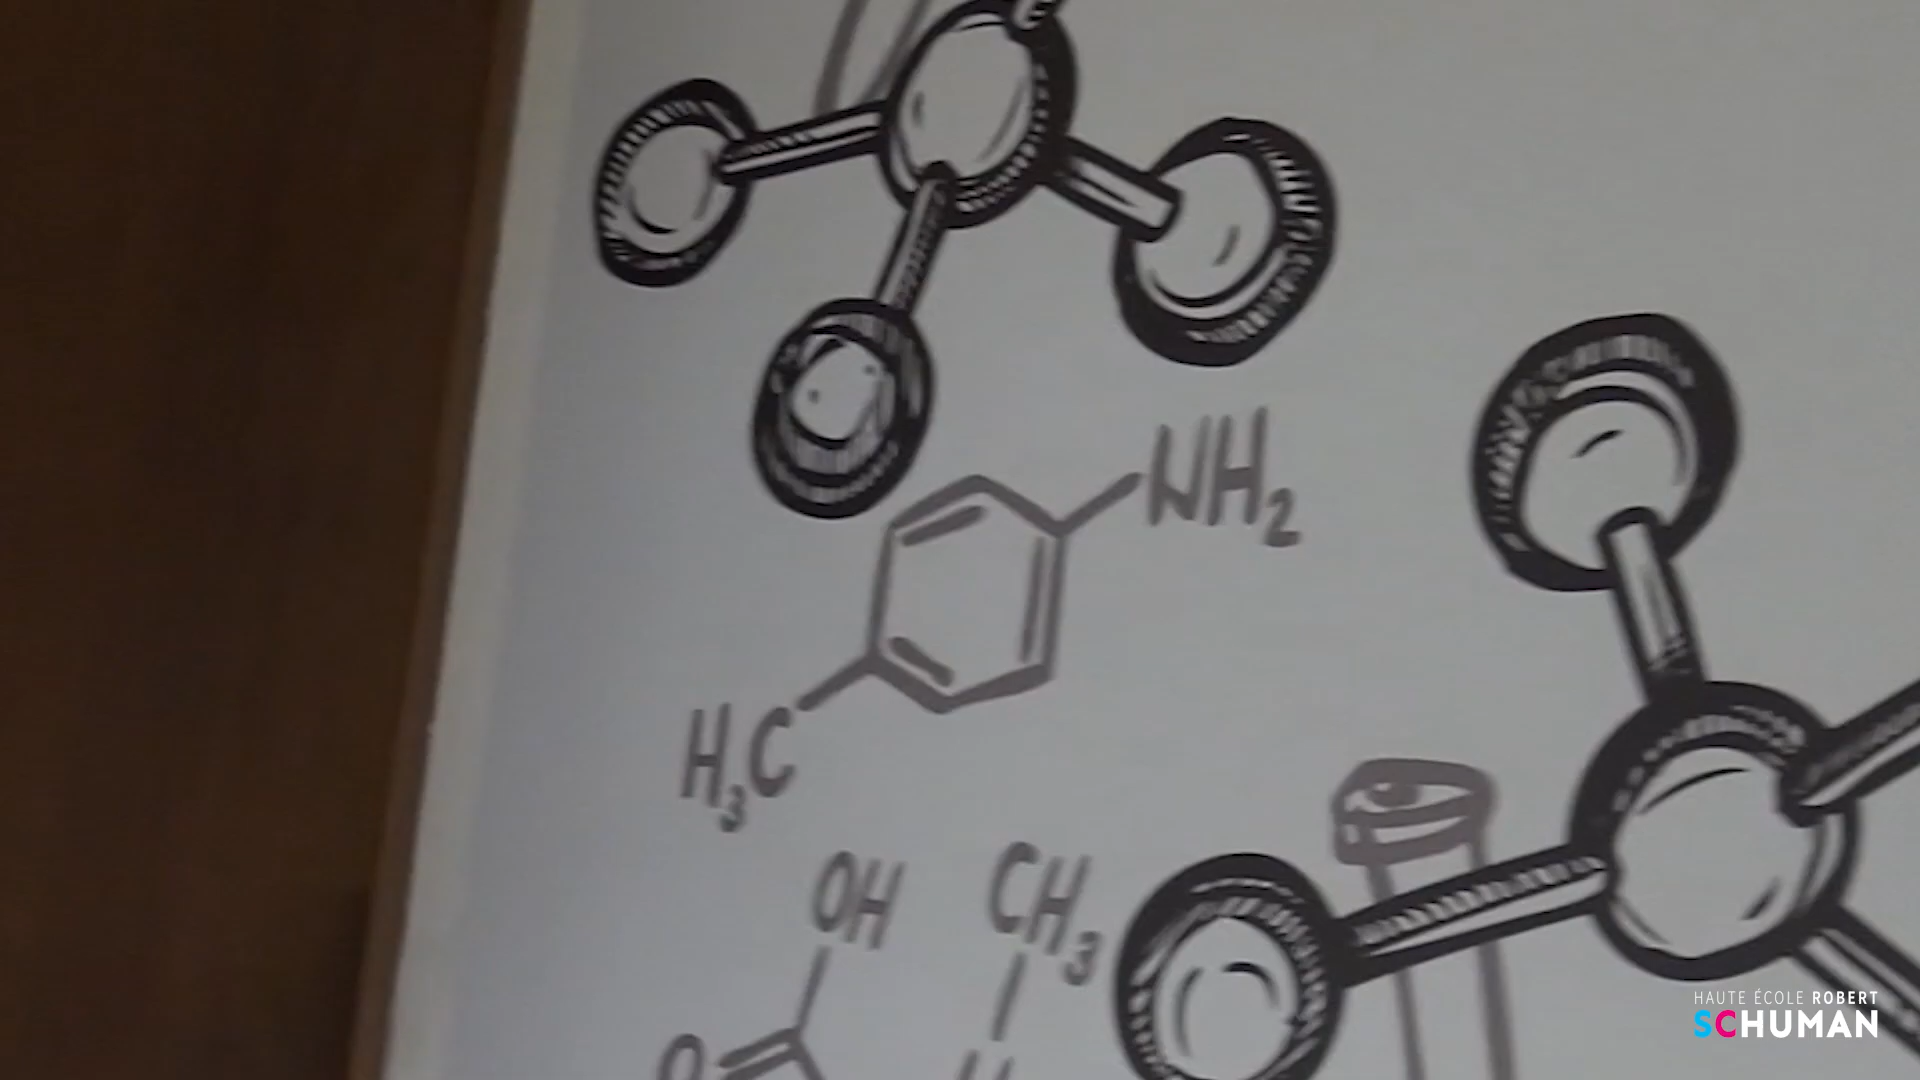 NH₂
H₃C
OH
CH₃
O
HAUTE ÉCOLE ROBERT
SCHUMAN